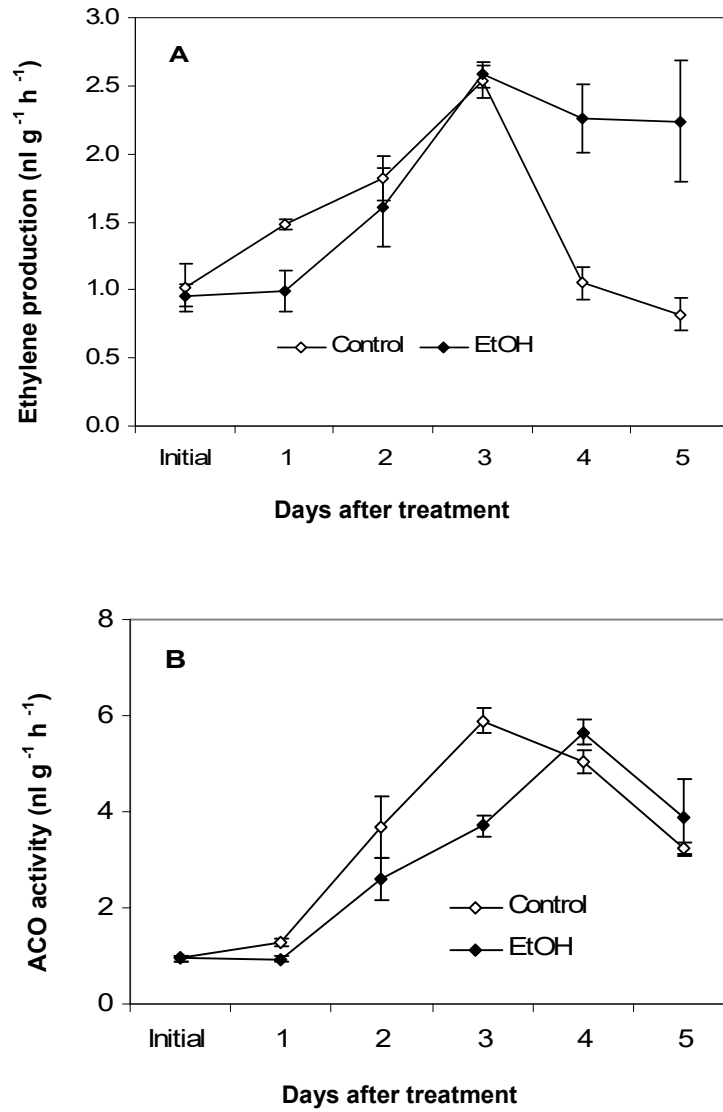 A
Ethylene production (nl g⁻¹ h⁻¹)
3.0
2.5
2.0
1.5
1.0
0.5
0.0
Control
EtOH
Initial 1 2 3 4 5
Days after treatment
B
ACO activity (nl g⁻¹ h⁻¹)
8
6
4
2
0
Control
EtOH
Initial 1 2 3 4 5
Days after treatment